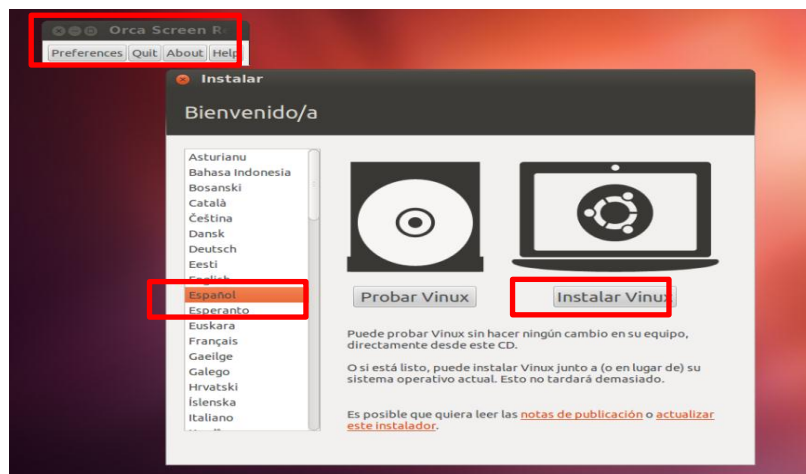 Orca Screen R
Preferences Quit About Help
Instalar
Bienvenido/a
Asturianu
Bahasa Indonesia
Bosanski
Català
Čeština
Dansk
Deutsch
Eesti
English
Español
Esperanto
Euskara
Français
Gaeilge
Galego
Hrvatski
Íslenska
Italiano
Probar Vinux
Instalar Vinux
Puede probar Vinux sin hacer ningún cambio en su equipo,
directamente desde este CD.
O si está listo, puede instalar Vinux junto a (o en lugar de) su
sistema operativo actual. Esto no tardará demasiado.
Es posible que quiera leer las notas de publicación o actualizar
este instalador.